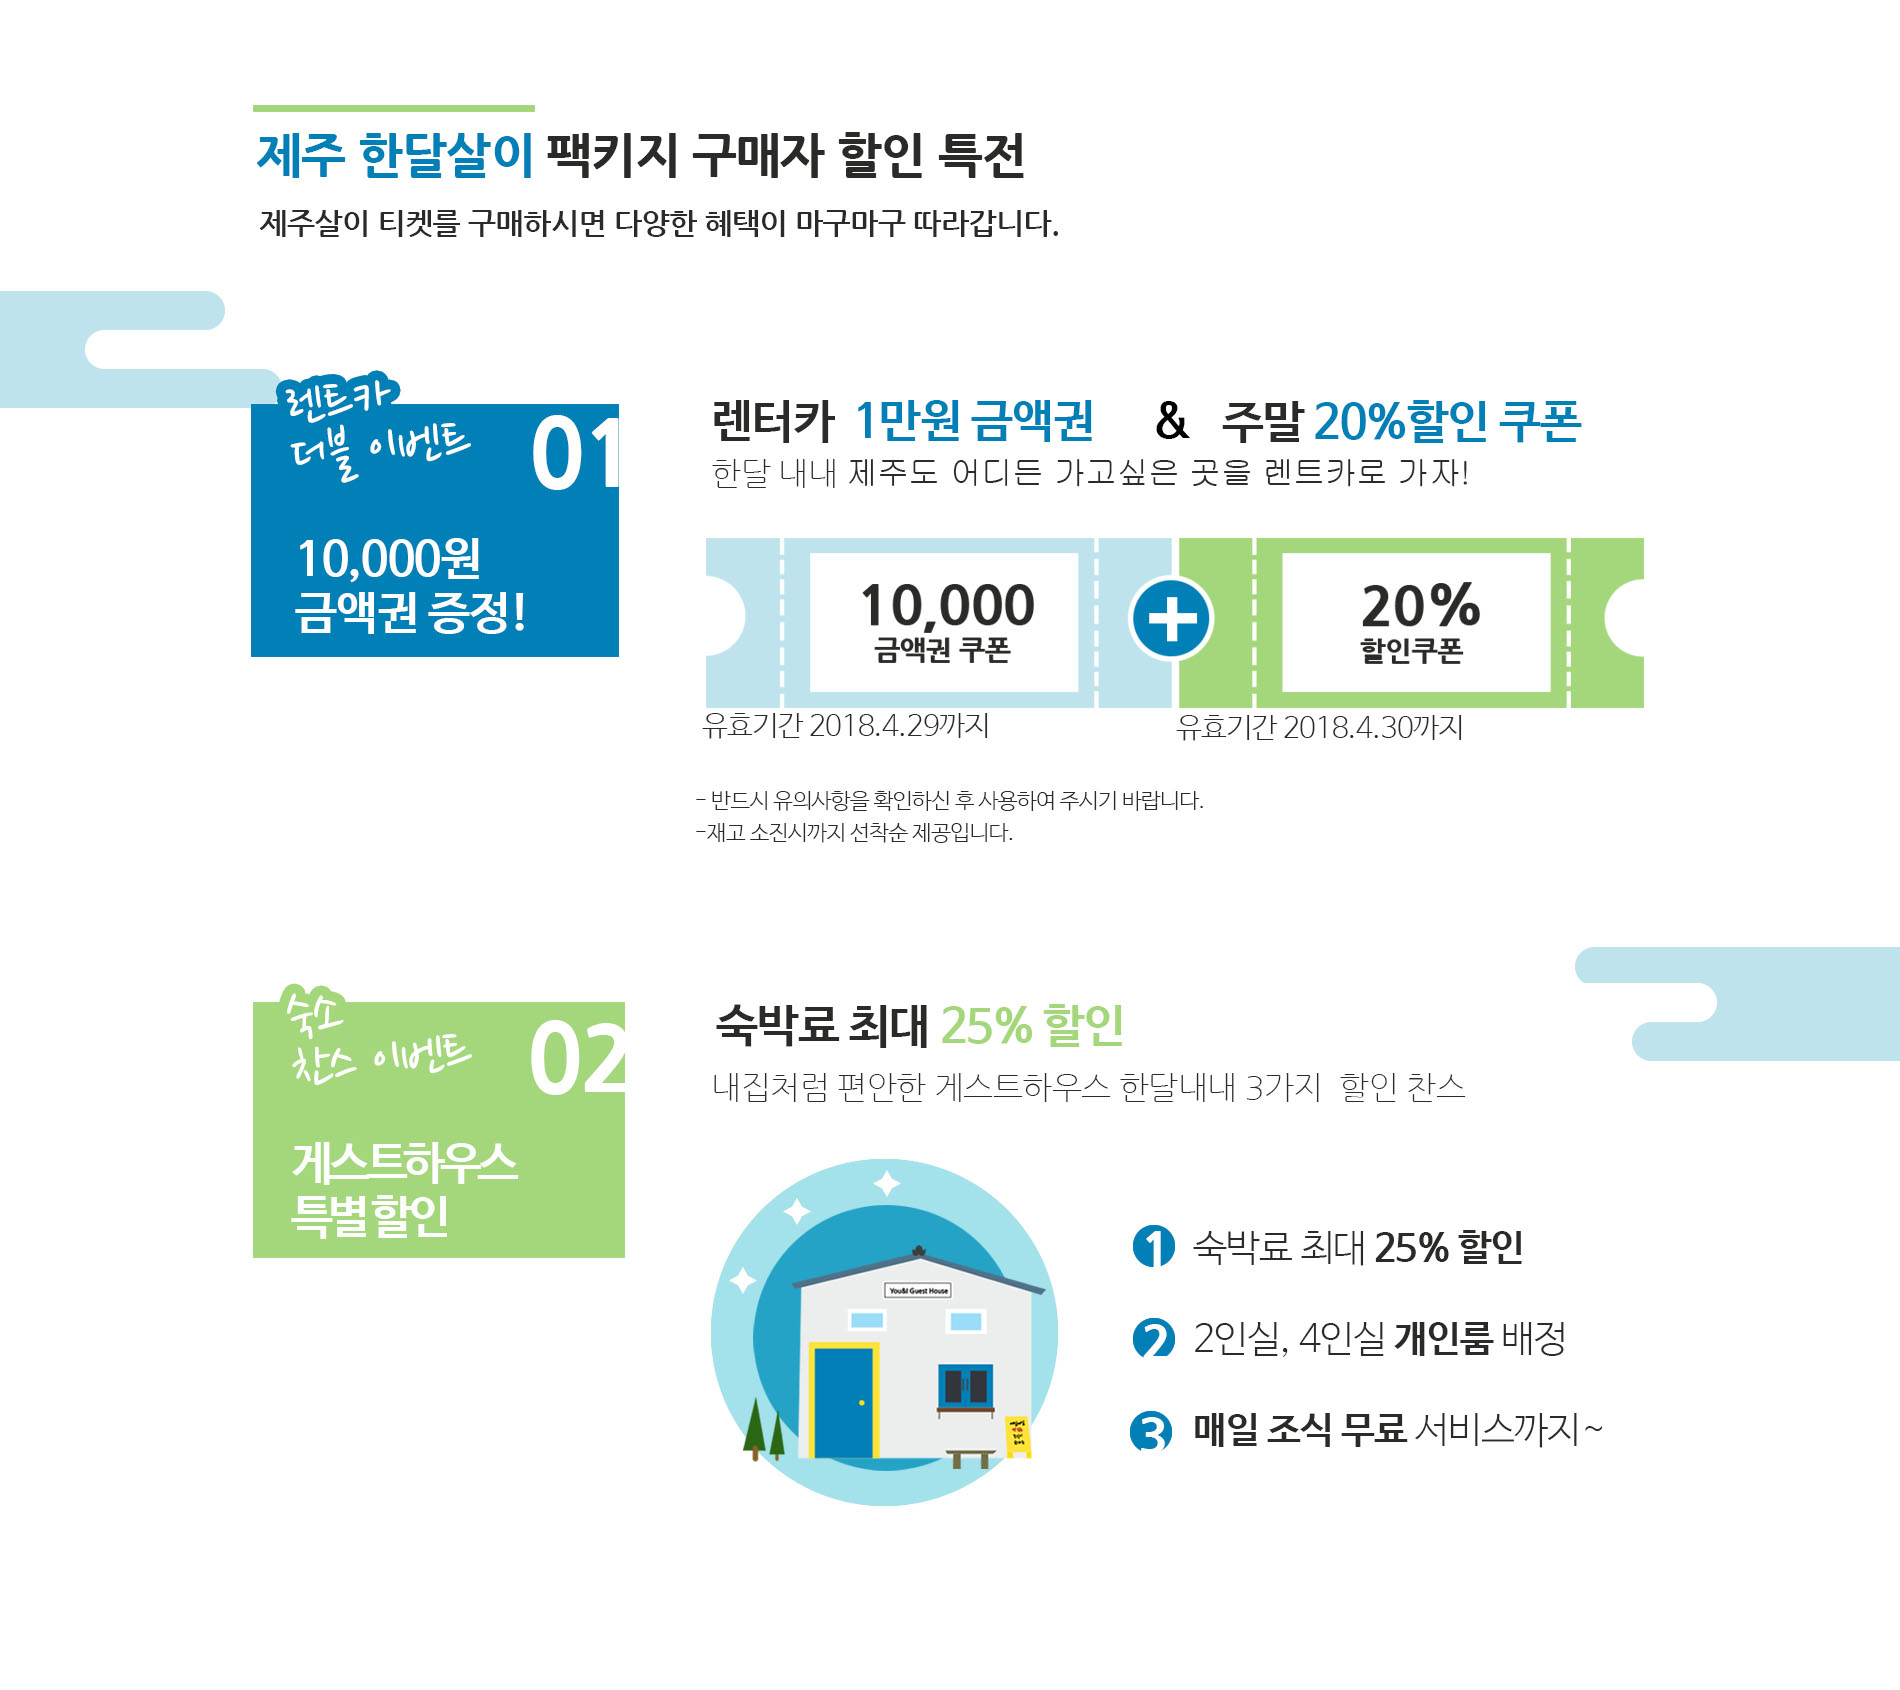 제주 한달살이 팩키지 구매자 할인 특전
제주살이 티켓를 구매하시면 다양한 혜택이 마구마구 따라갑니다.
렌트카
더블 이벤트
01
10,000원
금액권 증정!
렌터카 1만원 금액권 & 주말 20%할인 쿠폰
한달 내내 제주도 어디든 가고싶은 곳을 렌트카로 가자!
10,000
금액권 쿠폰
20%
할인쿠폰
유효기간 2018.4.29까지
유효기간 2018.4.30까지
- 반드시 유의사항을 확인하신 후 사용하여 주시기 바랍니다.
-재고 소진시까지 선착순 제공입니다.
숙소
찬스 이벤트
02
게스트하우스
특별할인
숙박료 최대 25% 할인
내집처럼 편안한 게스트하우스 한달내내 3가지 할인 찬스
You&I Guest House
1 숙박료 최대 25% 할인
2 2인실, 4인실 개인룸 배정
3 매일 조식 무료 서비스까지~